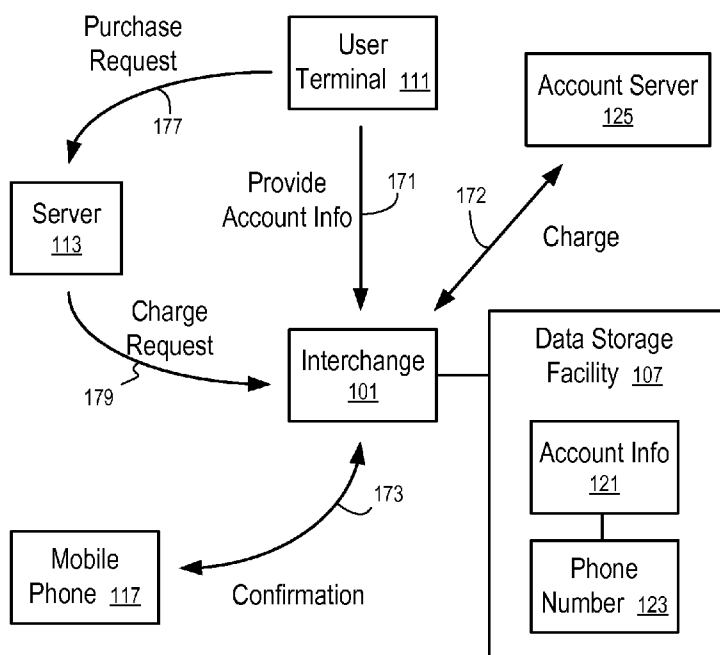 Purchase
Request
177
User
Terminal 111
Account Server
125
Server
113
Provide
Account Info
171
172
Charge
Charge
Request
179
Interchange
101
Data Storage
Facility 107
Account Info
121
173
Mobile
Phone 117
Confirmation
Phone
Number 123